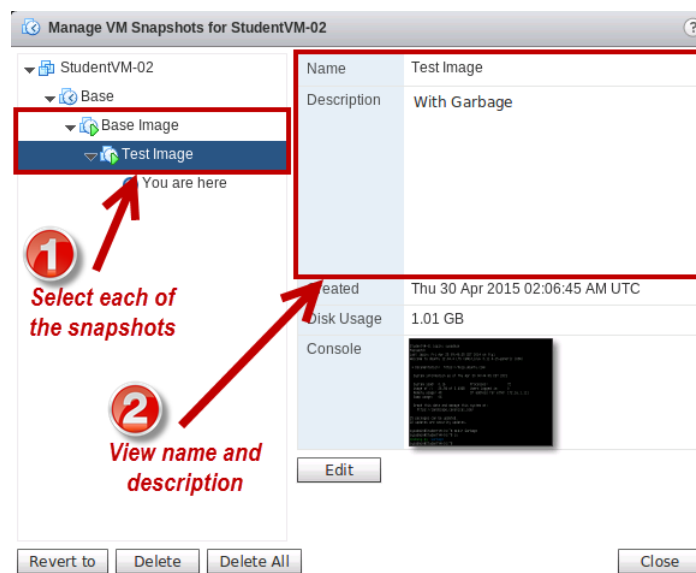 Manage VM Snapshots for StudentVM-02
?
StudentVM-02
Base
Base Image
Test Image
You are here
Name
Test Image
Description
With Garbage
1
Select each of
the snapshots
Created
Thu 30 Apr 2015 02:06:45 AM UTC
Disk Usage
1.01 GB
Console
2
View name and
description
Edit
Revert to
Delete
Delete All
Close